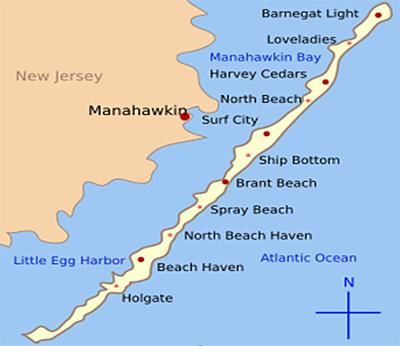 Barnegat Light
Loveladies
Manahawkin Bay
New Jersey
Harvey Cedars
North Beach
Manahawkin
Surf City
Ship Bottom
Brant Beach
Spray Beach
North Beach Haven
Little Egg Harbor
Atlantic Ocean
Beach Haven
N
Holgate